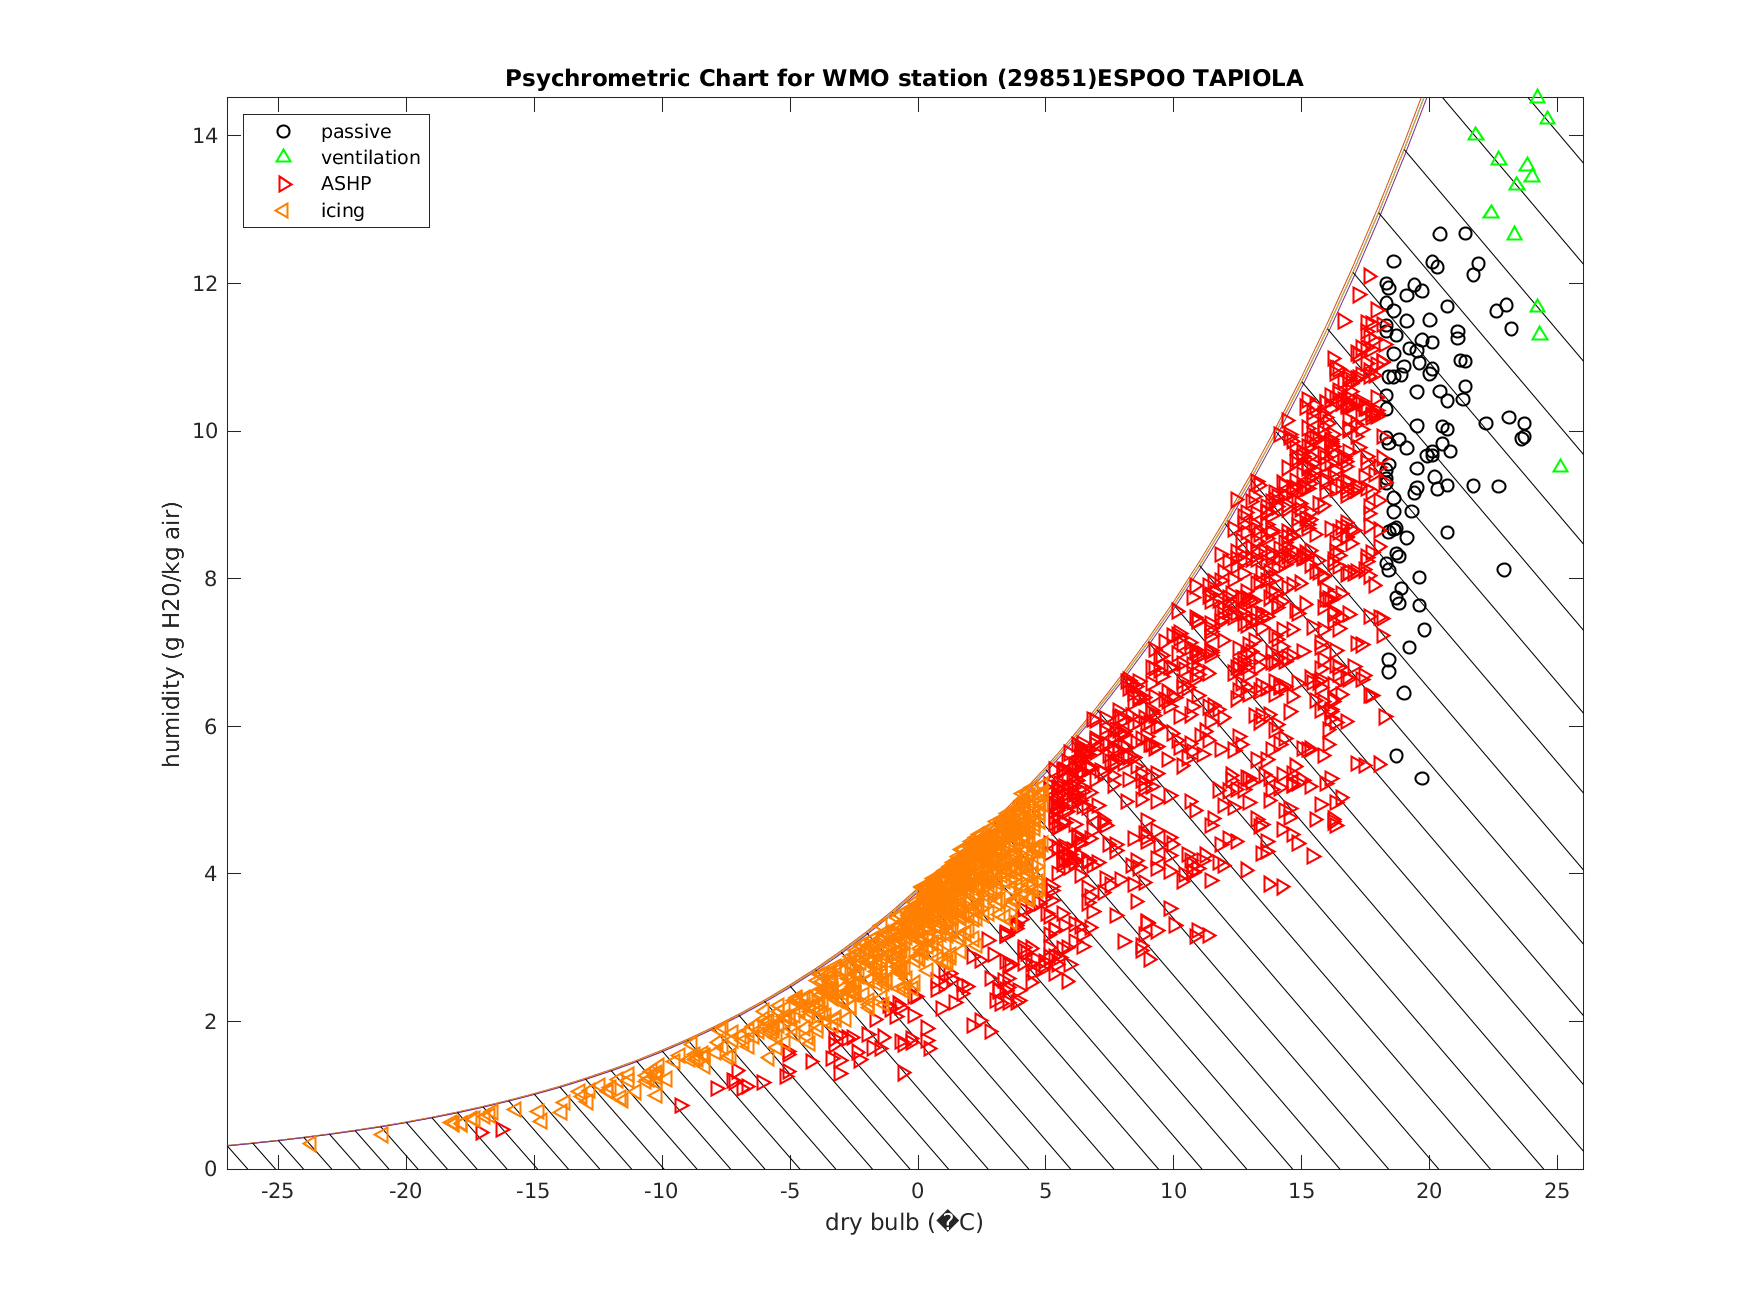 Psychrometric Chart for WMO station (29851)ESPOO TAPIOLA
passive
ventilation
ASHP
icing
humidity (g H20/kg air)
14
12
10
8
6
4
2
0
-25 -20 -15 -10 -5 0 5 10 15 20 25
dry bulb (�C)